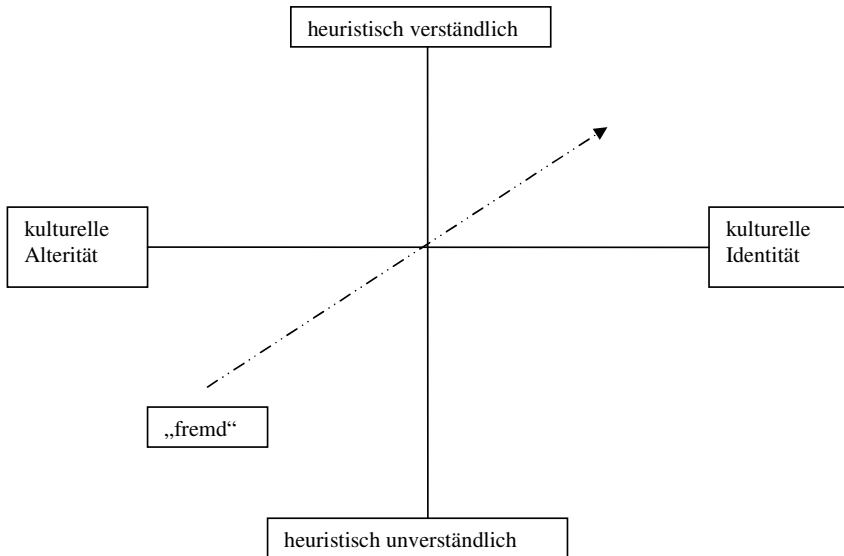 heuristisch verständlich
kulturelle
Alterität
kulturelle
Identität
„fremd“
heuristisch unverständlich